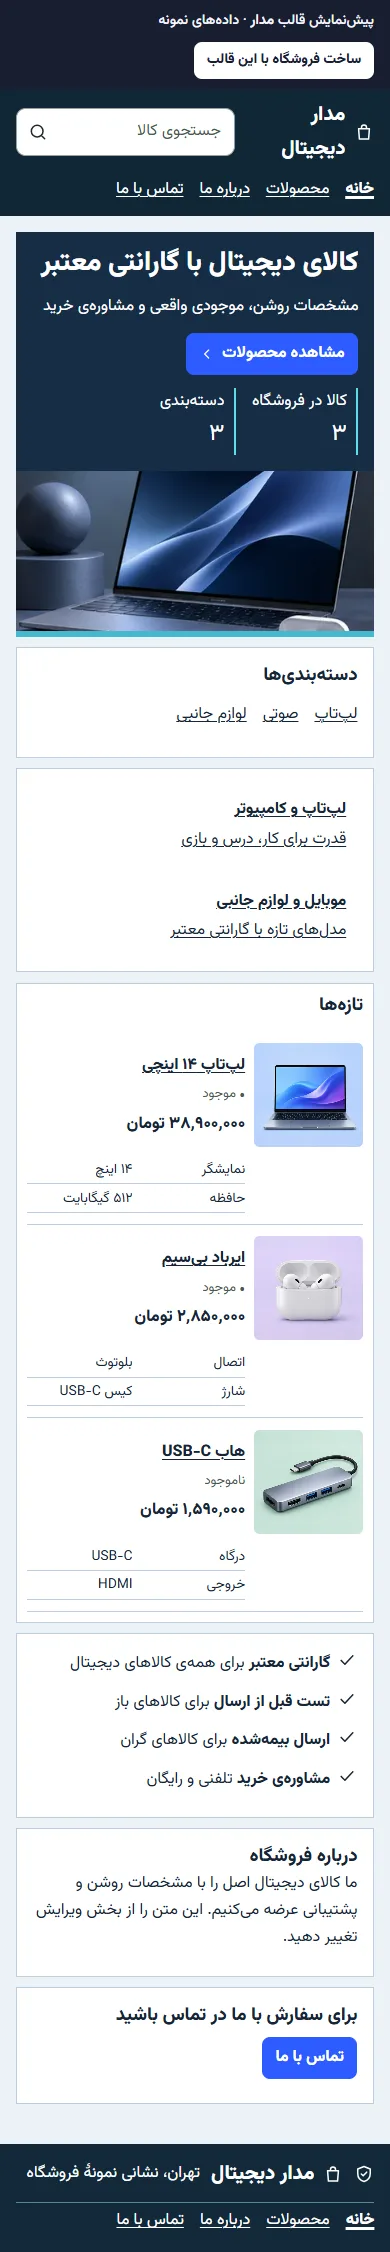 پیش‌نمایش قالب مدار · داده‌های نمونه
ساخت فروشگاه با این قالب
مدار
دیجیتال
جستجوی کالا
خانه محصولات درباره ما تماس با ما
کالای دیجیتال با گارانتی معتبر
مشخصات روشن، موجودی واقعی و مشاوره‌ی خرید
مشاهده محصولات
کالا در فروشگاه دسته‌بندی
۳ ۳
دسته‌بندی‌ها
لپ‌تاپ صوتی لوازم جانبی
لپ‌تاپ و کامپیوتر
قدرت برای کار، درس و بازی
موبایل و لوازم جانبی
مدل‌های تازه با گارانتی معتبر
تازه‌ها
لپ‌تاپ ۱۴ اینچی
• موجود
۳۸,۹۰۰,۰۰۰ تومان
نمایشگر ۱۴ اینچ
حافظه ۵۱۲ گیگابایت
ایرباد بی‌سیم
• موجود
۲,۸۵۰,۰۰۰ تومان
اتصال بلوتوث
شارژ کیس USB-C
هاب USB-C
ناموجود
۱,۵۹۰,۰۰۰ تومان
درگاه USB-C
خروجی HDMI
گارانتی معتبر برای همه‌ی کالاهای دیجیتال
تست قبل از ارسال برای کالاهای باز
ارسال بیمه‌شده برای کالاهای گران
مشاوره‌ی خرید تلفنی و رایگان
درباره فروشگاه
ما کالای دیجیتال اصل را با مشخصات روشن و
پشتیبانی عرضه می‌کنیم. این متن را از بخش ویرایش
تغییر دهید.
برای سفارش با ما در تماس باشید
تماس با ما
مدار دیجیتال تهران، نشانی نمونهٔ فروشگاه
خانه محصولات درباره ما تماس با ما